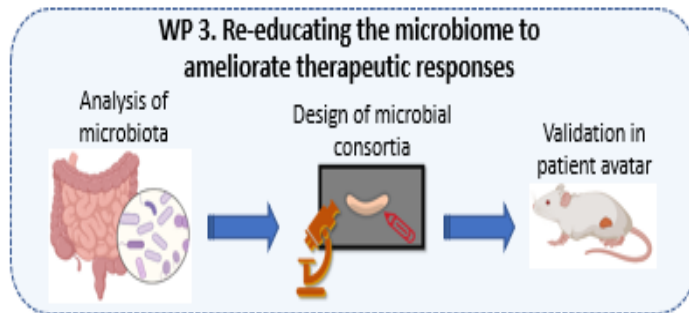 WP 3. Re-educating the microbiome to
ameliorate therapeutic responses
Analysis of
microbiota
Design of microbial
consortia
Validation in
patient avatar